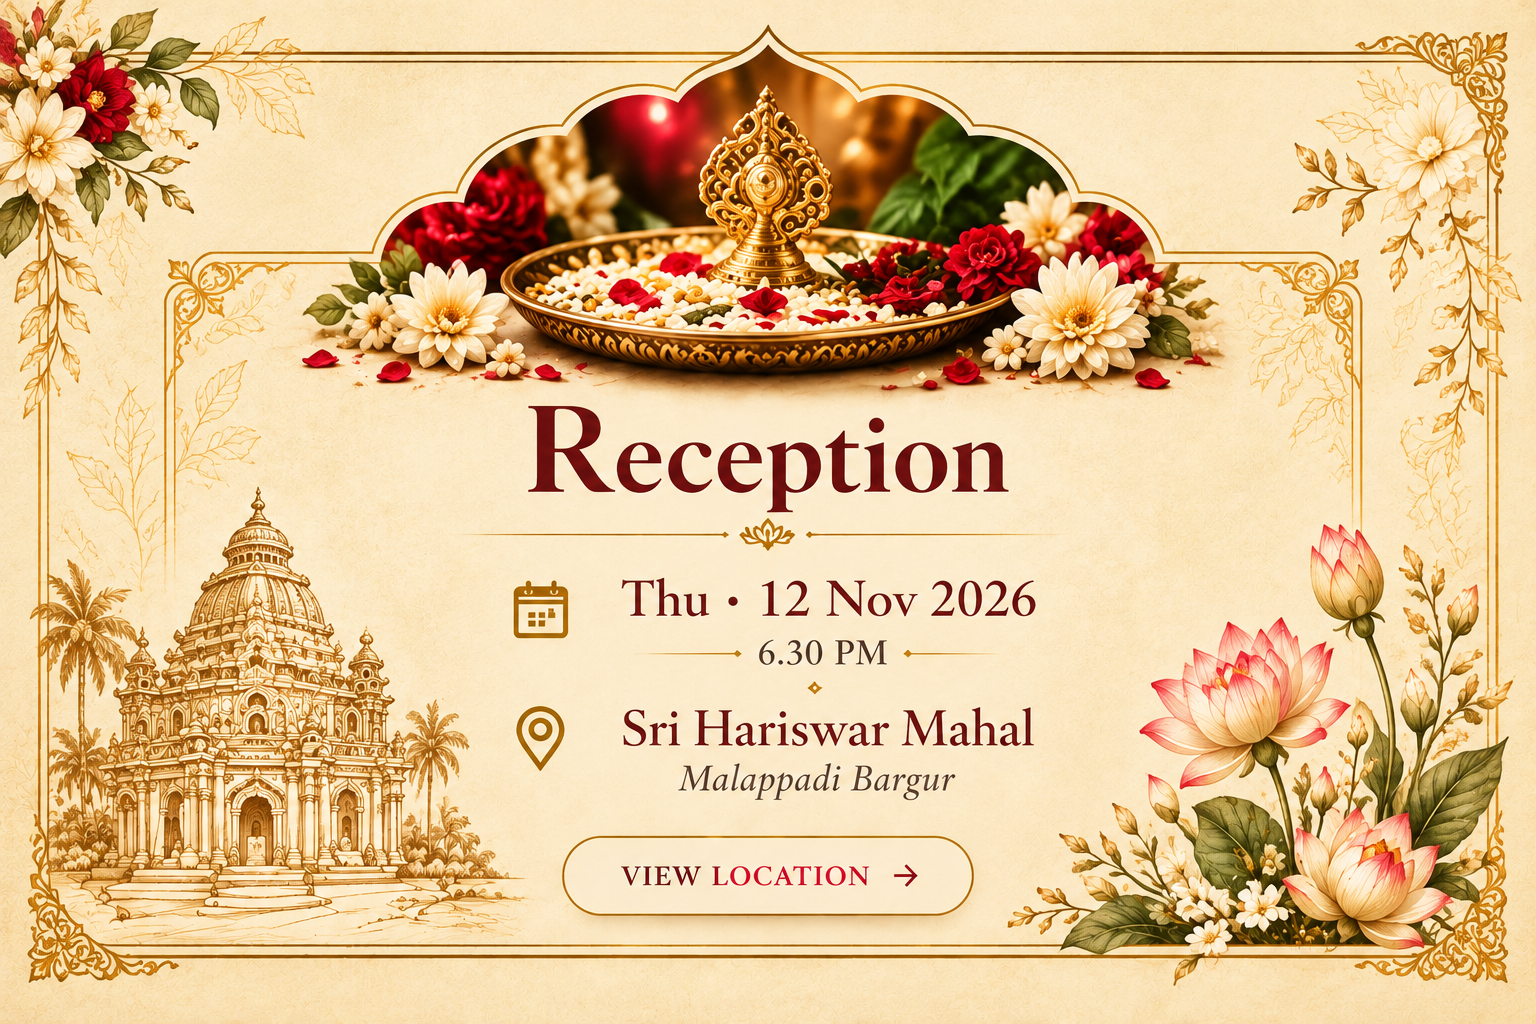 Reception
Thu • 12 Nov 2026
6.30 PM
Sri Hariswar Mahal
Malappadi Bargur
VIEW LOCATION →